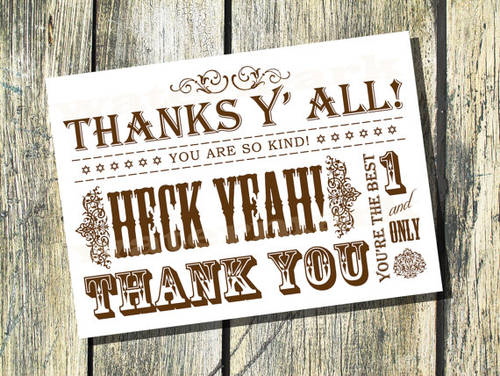 THANKS Y' ALL!
YOU ARE SO KIND!
HECK YEAH!
THANK YOU
YOU'RE THE BEST
1
and
ONLY